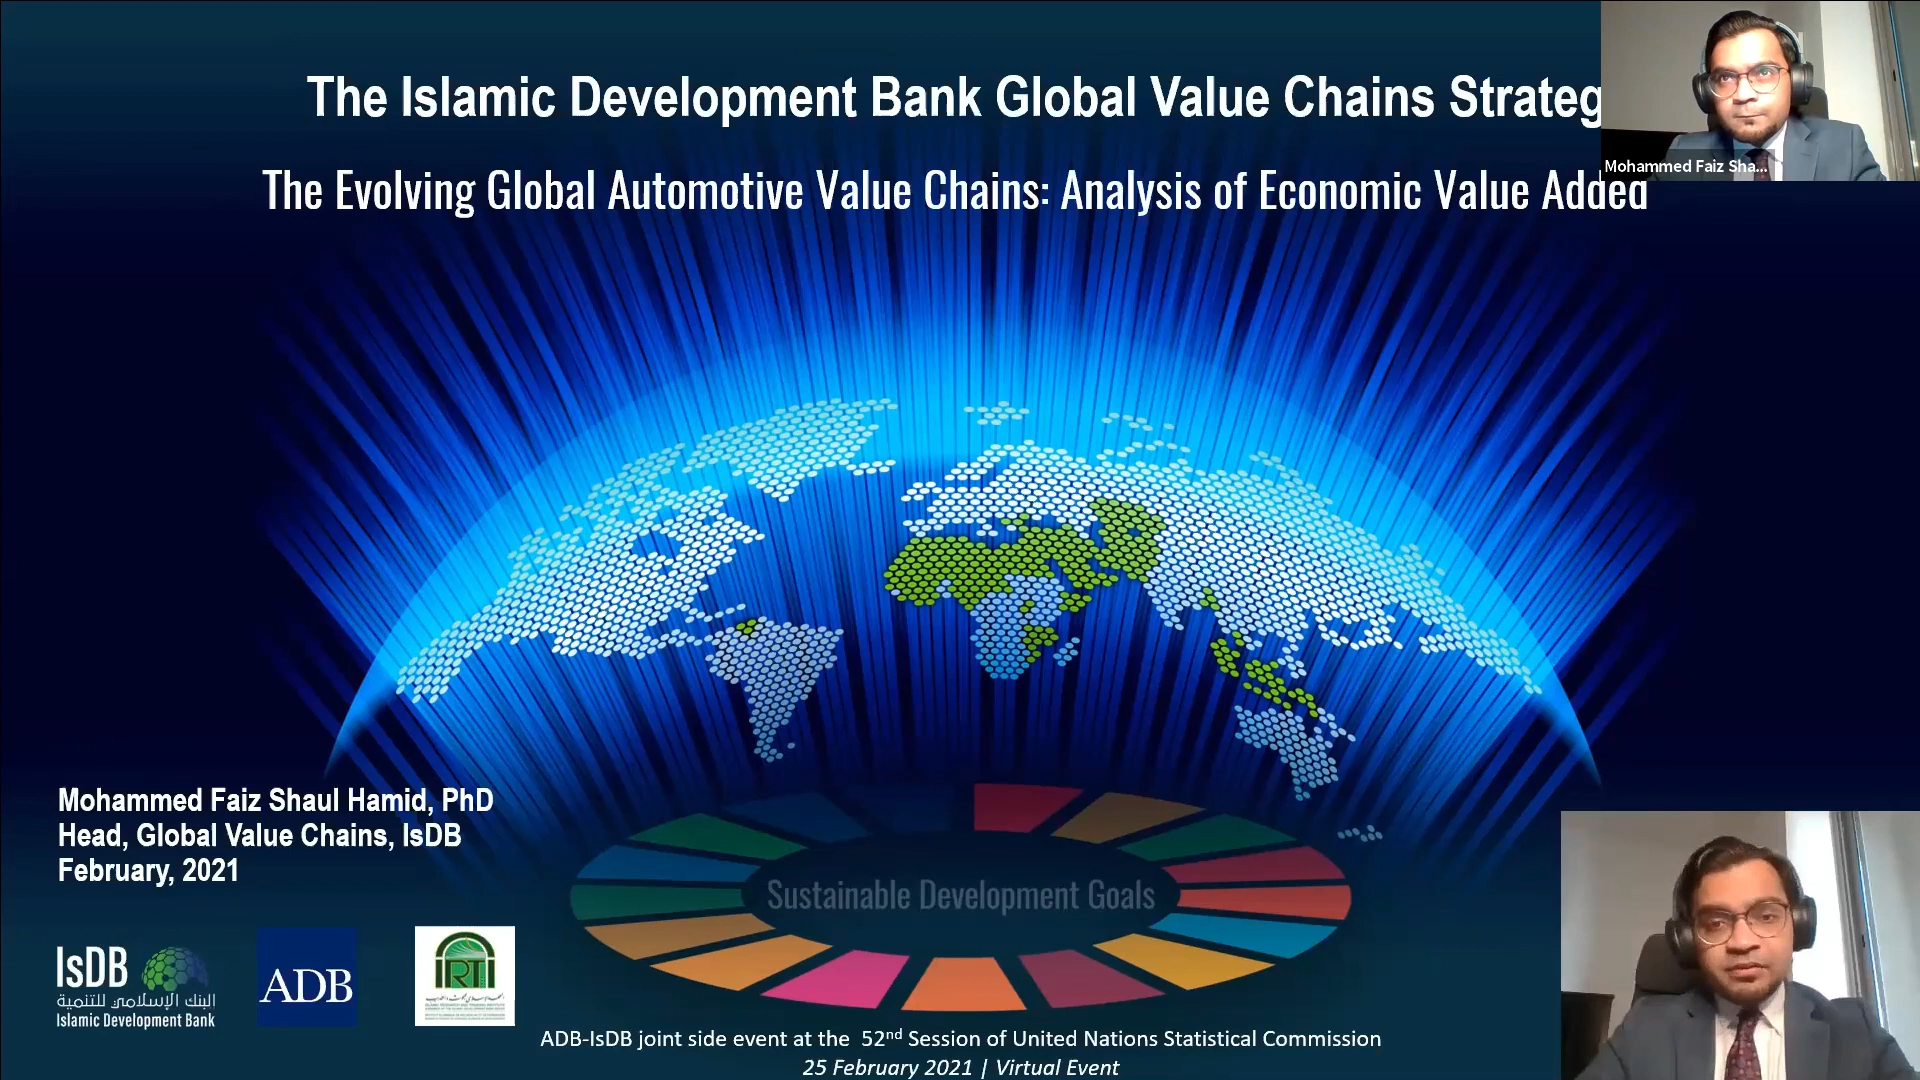 The Islamic Development Bank Global Value Chains Strateg
Mohammed Faiz Sha...
The Evolving Global Automotive Value Chains: Analysis of Economic Value Added
Mohammed Faiz Shaul Hamid, PhD
Head, Global Value Chains, IsDB
February, 2021
Sustainable Development Goals
IsDB
البنك الإسلامي للتنمية
Islamic Development Bank
ADB
IRTI
ADB-IsDB joint side event at the 52nd Session of United Nations Statistical Commission
25 February 2021 | Virtual Event